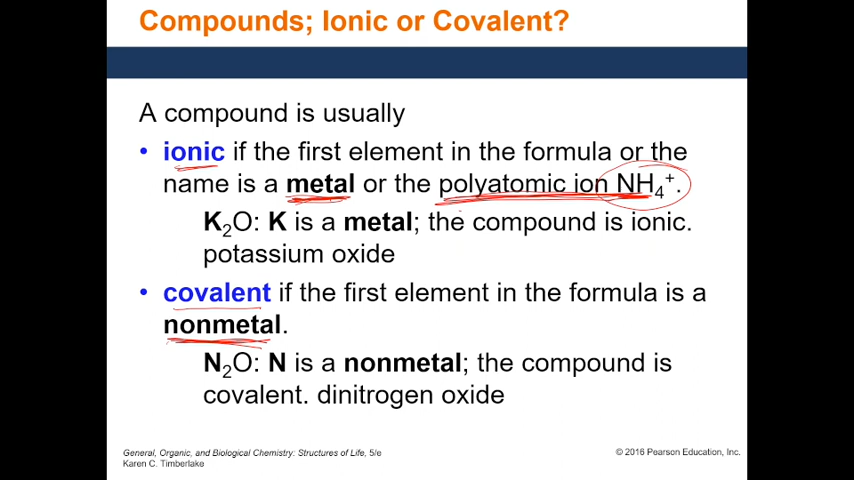 Compounds; Ionic or Covalent?
A compound is usually
• ionic if the first element in the formula or the
name is a metal or the polyatomic ion NH₄⁺.
K₂O: K is a metal; the compound is ionic.
potassium oxide
• covalent if the first element in the formula is a
nonmetal.
N₂O: N is a nonmetal; the compound is
covalent. dinitrogen oxide
General, Organic, and Biological Chemistry: Structures of Life, 5/e
Karen C. Timberlake
© 2016 Pearson Education, Inc.